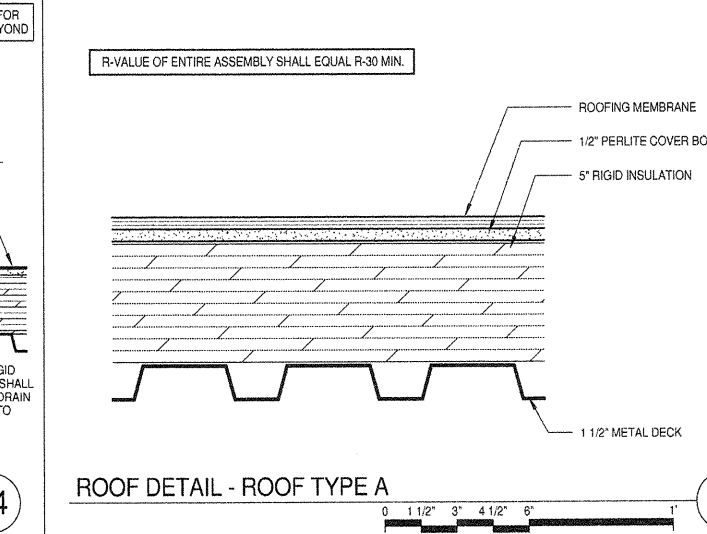 FOR
YOND
R-VALUE OF ENTIRE ASSEMBLY SHALL EQUAL R-30 MIN.
ROOFING MEMBRANE
1/2" PERLITE COVER BO
5" RIGID INSULATION
GID
SHALL
DRAIN
TO
1 1/2" METAL DECK
4
ROOF DETAIL - ROOF TYPE A
0 1 1/2" 3" 4 1/2" 6" 1'